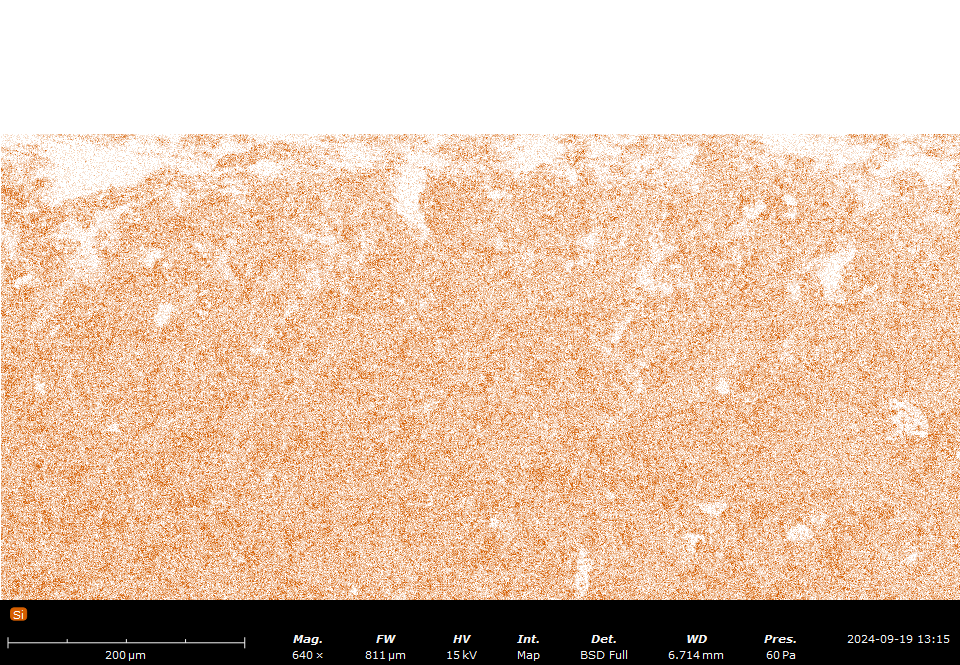 Si
Mag. FW HV Int. Det. WD Pres. 2024-09-19 13:15
200 µm 640 × 811 µm 15 kV Map BSD Full 6.714 mm 60 Pa